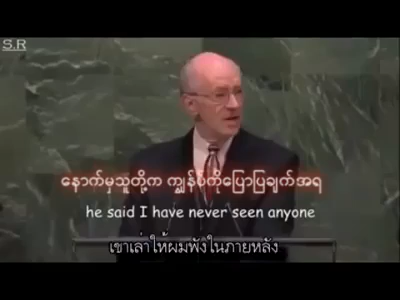 S.R
နောက်မှသူတို့က ကျွန်စ်ကိုပြောပြချက်အရ
he said I have never seen anyone
เขาเล่าให้ผมฟังในภายหลัง